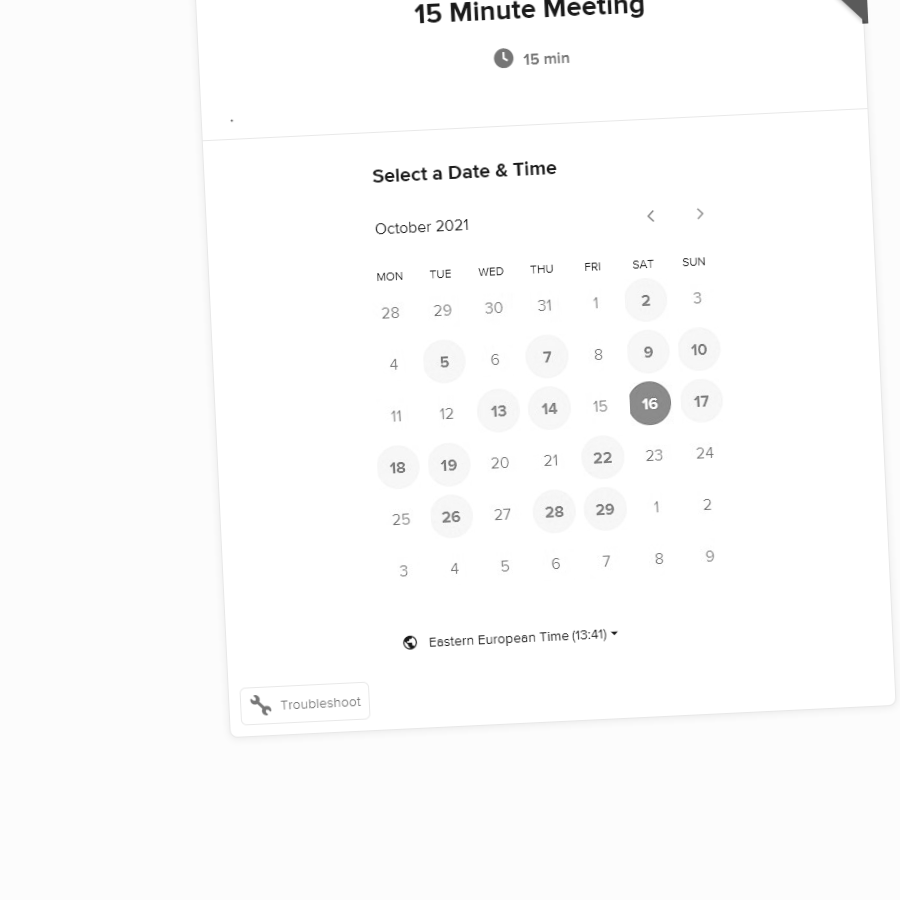 15 Minute Meeting
15 min
.
Select a Date & Time
October 2021
MON TUE WED THU FRI SAT SUN
28 29 30 31 1 2 3
4 5 6 7 8 9 10
11 12 13 14 15 16 17
18 19 20 21 22 23 24
25 26 27 28 29 1 2
3 4 5 6 7 8 9
Eastern European Time (13:41)
Troubleshoot